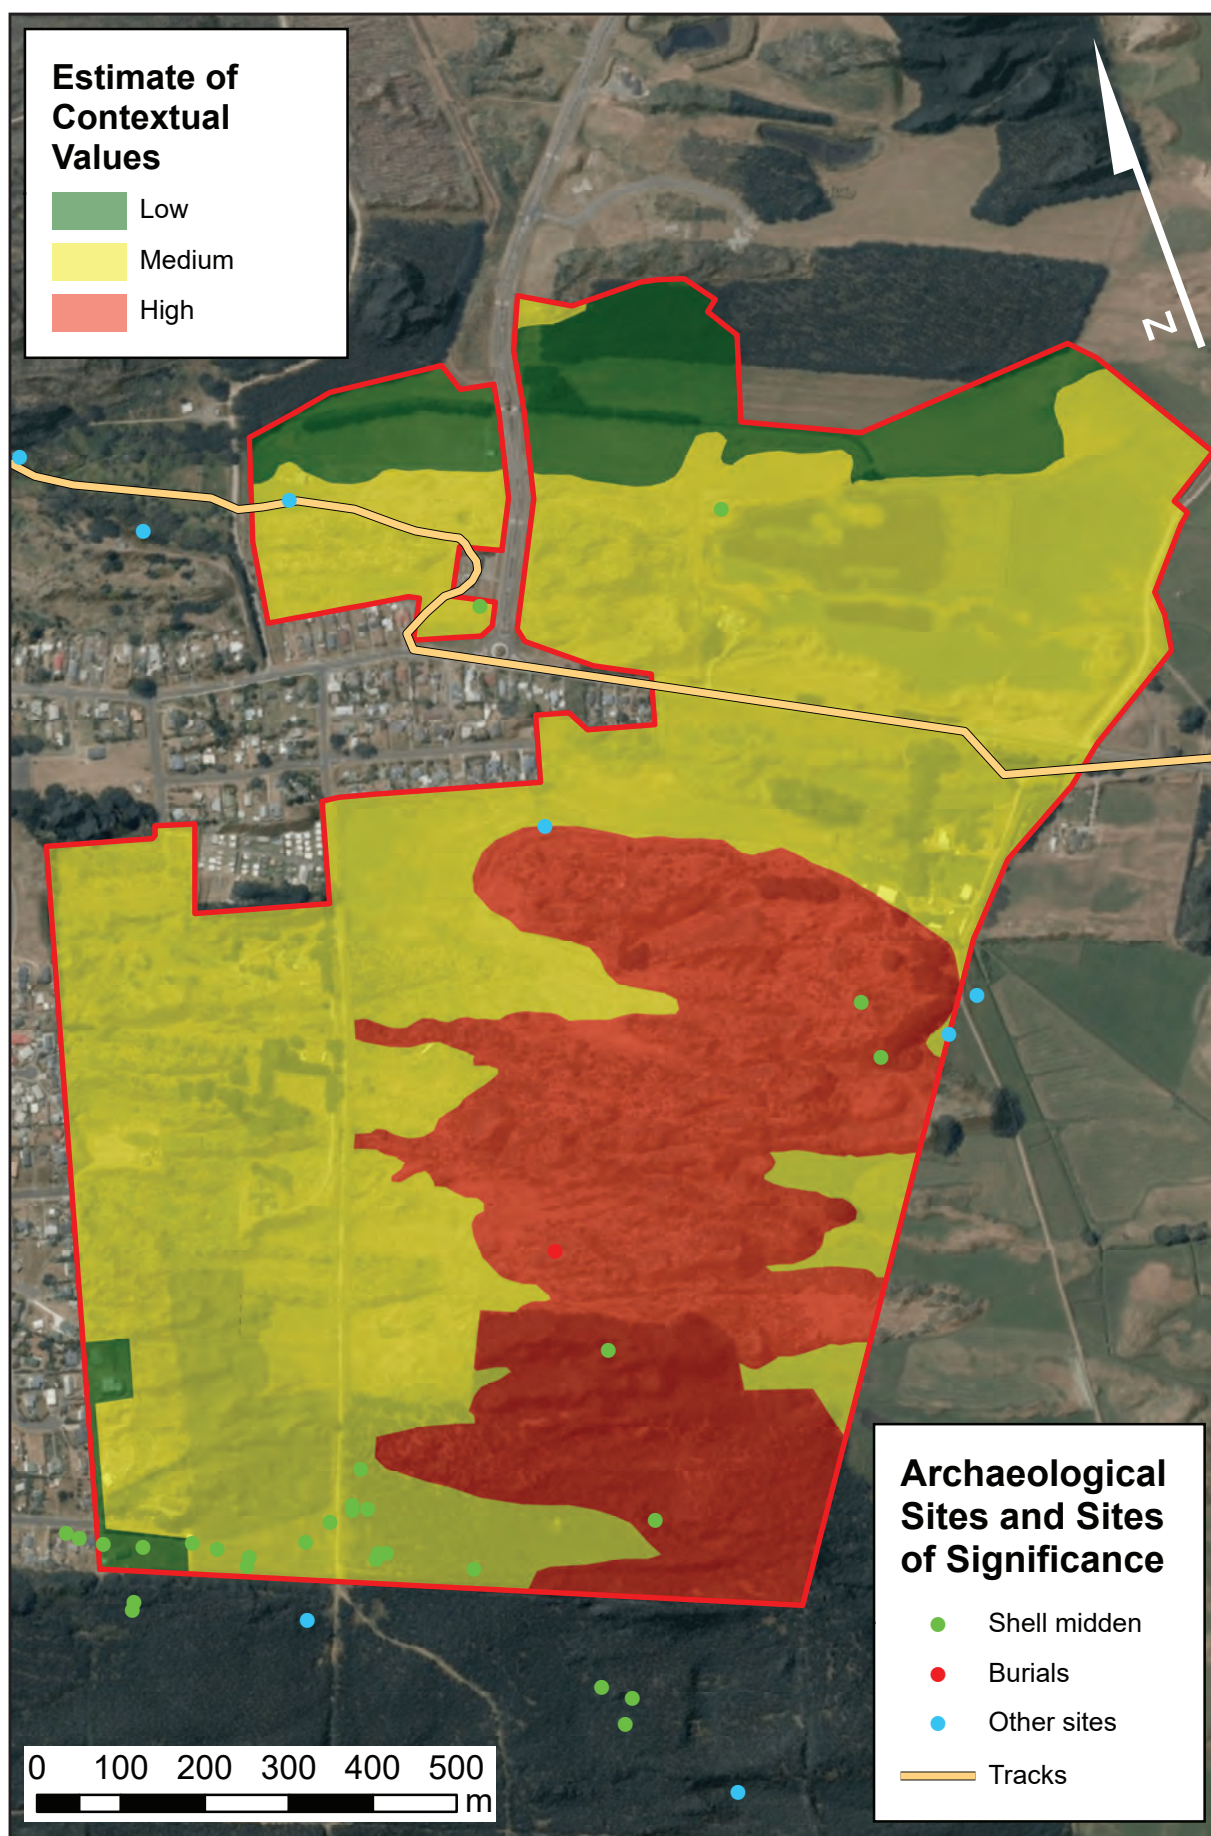 Estimate of
Contextual
Values
Low
Medium
High
N
Archaeological
Sites and Sites
of Significance
Shell midden
Burials
Other sites
Tracks
0 100 200 300 400 500
m